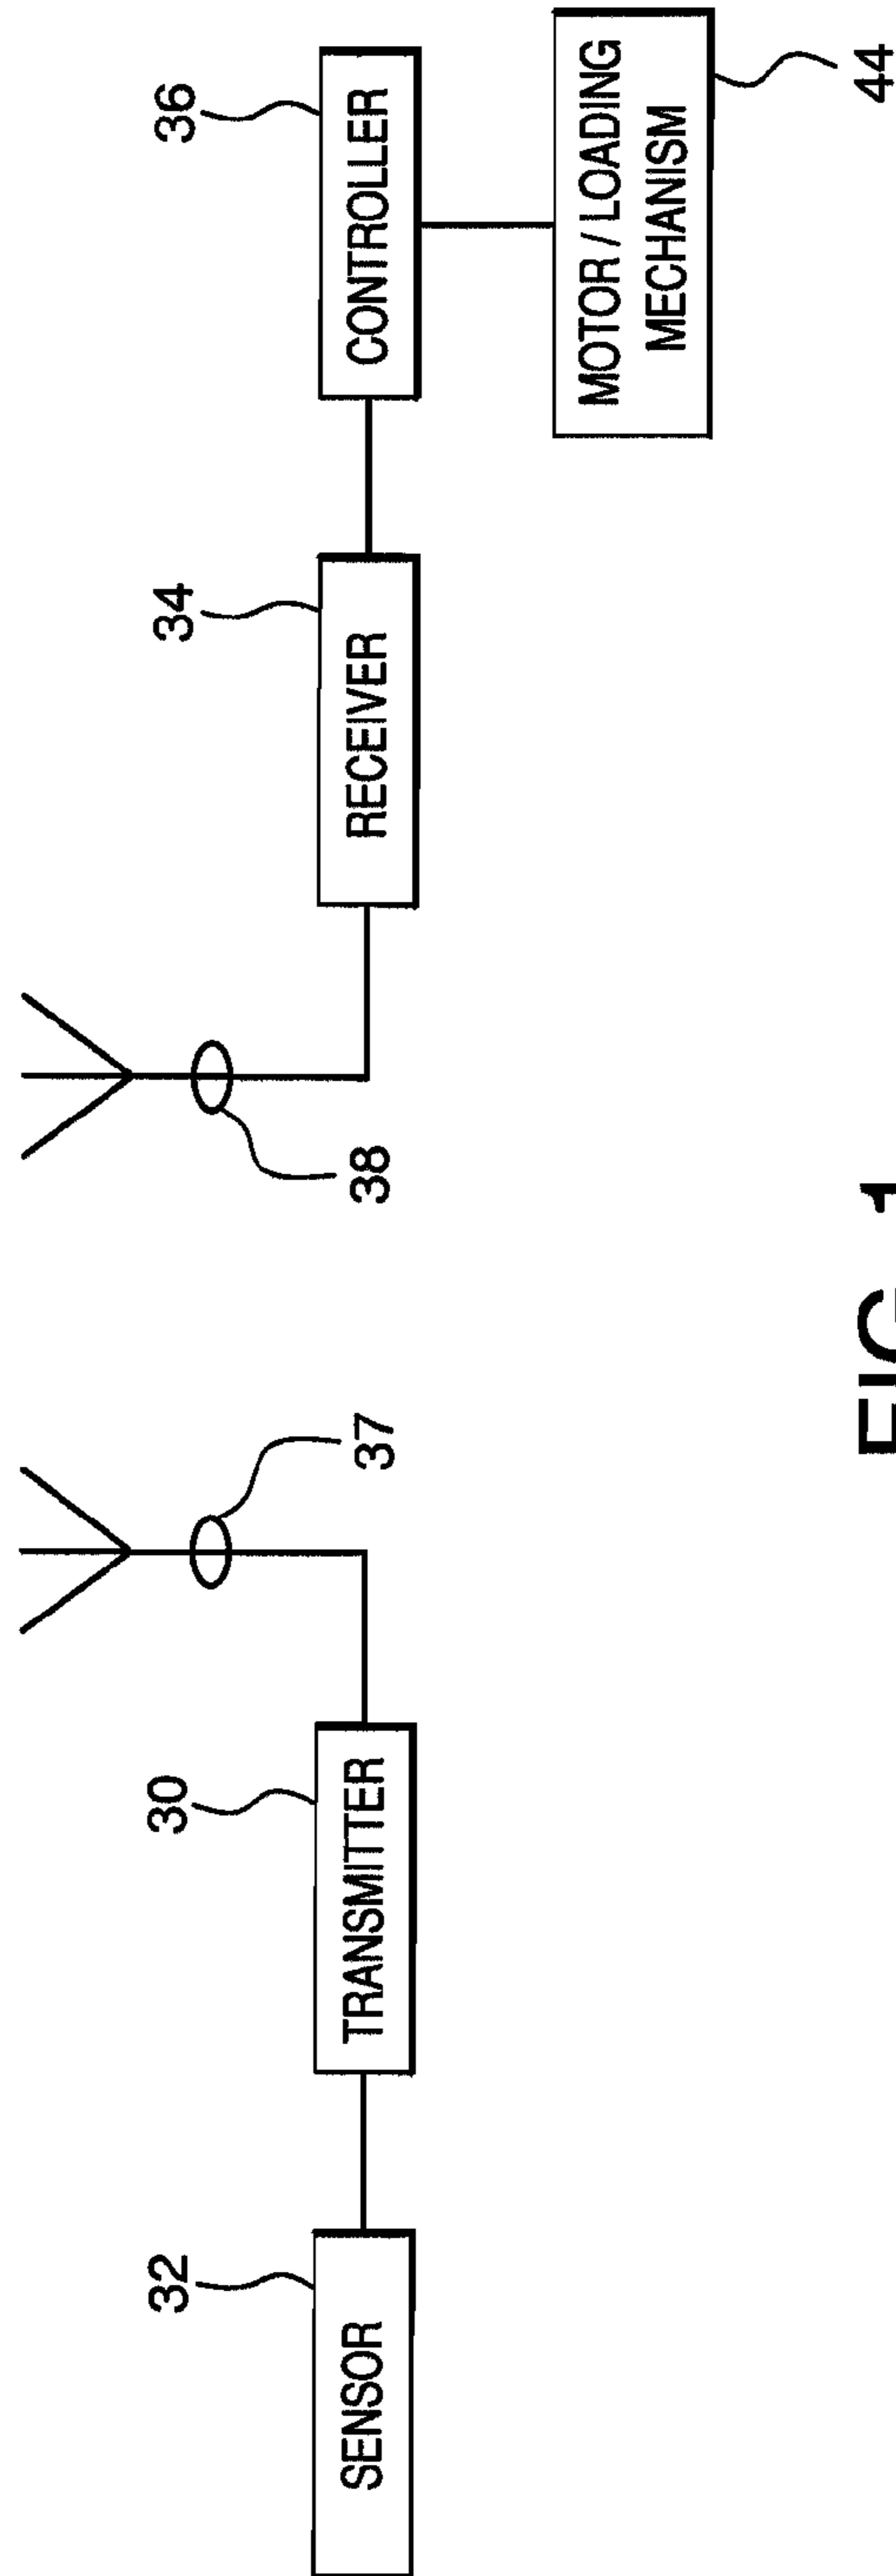 32
SENSOR
30
TRANSMITTER
37
38
34
RECEIVER
36
CONTROLLER
MOTOR / LOADING
MECHANISM
44
FIG. 1